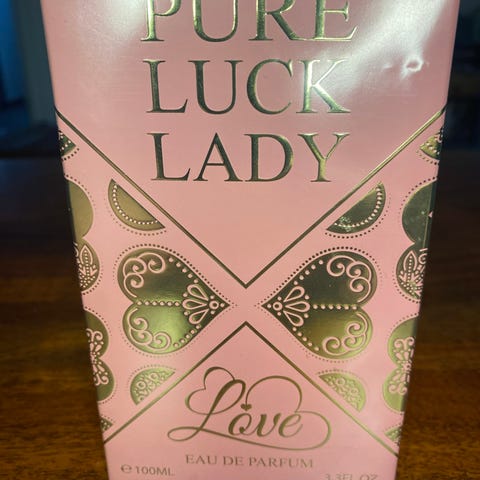 PURE
LUCK
LADY
Love
EAU DE PARFUM
℮100ML 3.3FL OZ